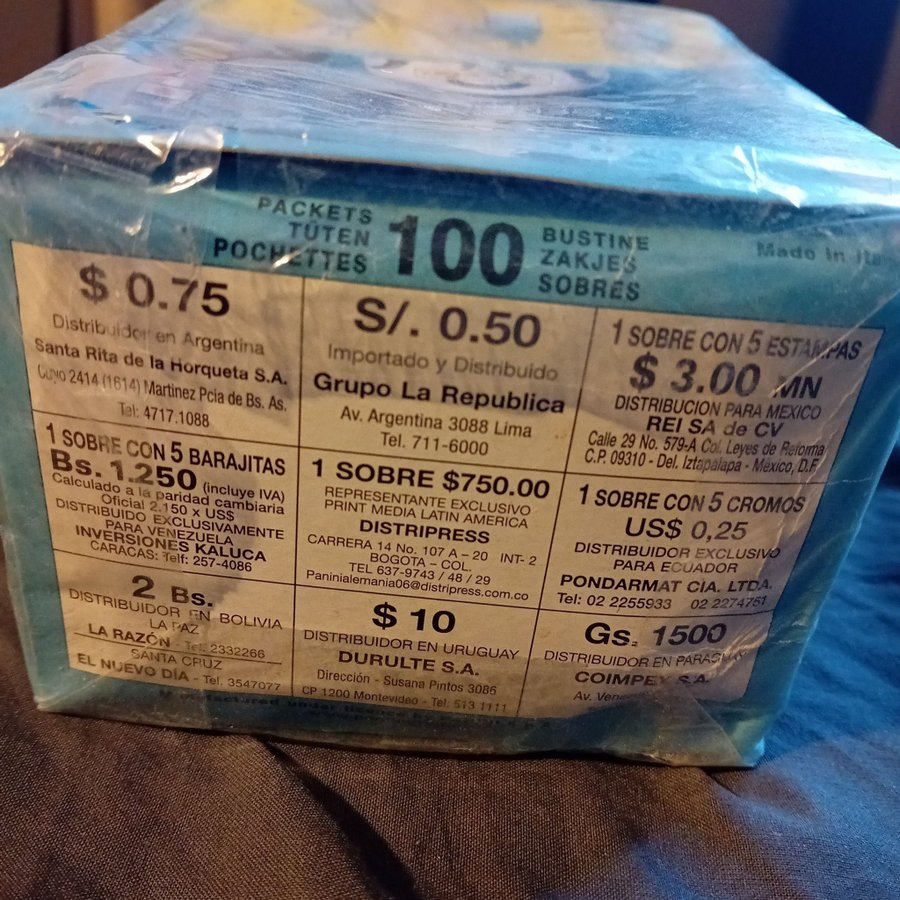 PACKETS
TÜTEN
POCHETTES
100
BUSTINE
ZAKJES
SOBRES
Made in
$ 0.75
Distribuidor en Argentina
Santa Rita de la Horqueta S.A.
Cuyo 2414 (1614) Martinez Pcia de Bs. As.
Tel: 4717.1088
S/. 0.50
Importado y Distribuido
Grupo La Republica
Av. Argentina 3088 Lima
Tel. 711-6000
1 SOBRE CON 5 ESTAMPAS
$ 3.00 MN
DISTRIBUCION PARA MEXICO
REI SA de CV
Calle 29 No. 579-A Col. Leyes de Reforma
C.P. 09310 - Del. Iztapalapa - Mexico, D.F.
1 SOBRE CON 5 BARAJITAS
Bs. 1.250 (incluye IVA)
Calculado a la paridad cambiaria
Oficial 2.150 x US$
DISTRIBUIDO EXCLUSIVAMENTE
PARA VENEZUELA
INVERSIONES KALUCA
CARACAS: Telf: 257-4086
1 SOBRE $750.00
REPRESENTANTE EXCLUSIVO
PRINT MEDIA LATIN AMERICA
DISTRIPRESS
CARRERA 14 No. 107 A - 20 INT- 2
BOGOTA - COL.
TEL 637-9743 / 48 / 29
Paninialemania06@distripress.com.co
1 SOBRE CON 5 CROMOS
US$ 0,25
DISTRIBUIDOR EXCLUSIVO
PARA ECUADOR
PONDARMAT CIA. LTDA.
Tel: 02 2255933 02 2274761
2 Bs.
DISTRIBUIDOR EN BOLIVIA
LA PAZ
LA RAZÓN Tel. 2332266
SANTA CRUZ
EL NUEVO DÍA - Tel. 3547077
$ 10
DISTRIBUIDOR EN URUGUAY
DURULTE S.A.
Dirección - Susana Pintos 3086
CP 1200 Montevideo - Tel: 513 1111
Gs. 1500
DISTRIBUIDOR EN PARAGUAY
COIMPEX S.A.
Av.
Manufactured under licence